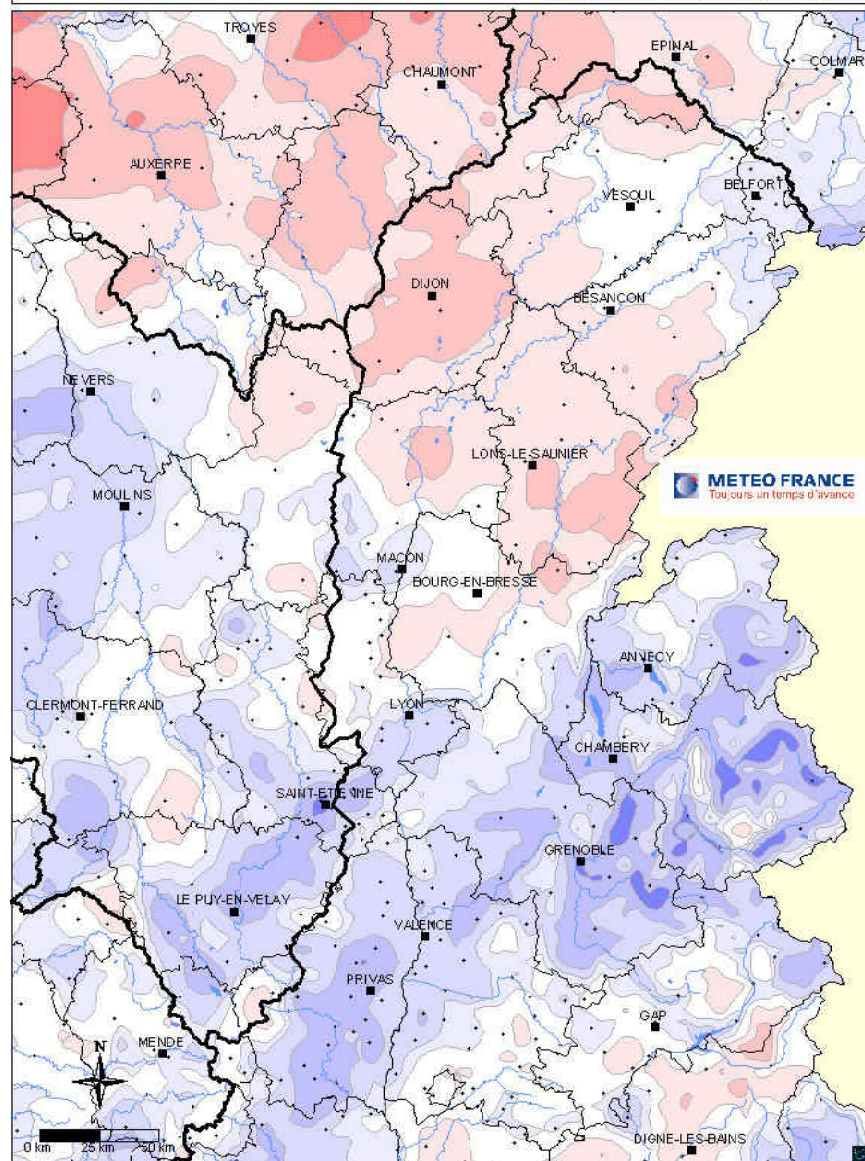 TROYES
EPINAL
CHAUMONT
COLMAR
AUXERRE
BELFORT
VESOUL
DIJON
BESANCON
NEVERS
LONS-LE-SAUNIER
METEO FRANCE
Toujours un temps d'avance
MOULINS
MACON
BOURG-EN-BRESSE
ANNECY
CLERMONT-FERRAND
LYON
CHAMBERY
SAINT-ETIENNE
GRENOBLE
LE PUY-EN-VELAY
VALENCE
PRIVAS
GAP
MENDE
N
0 km 25 km 50 km
DIGNE-LES-BAINS